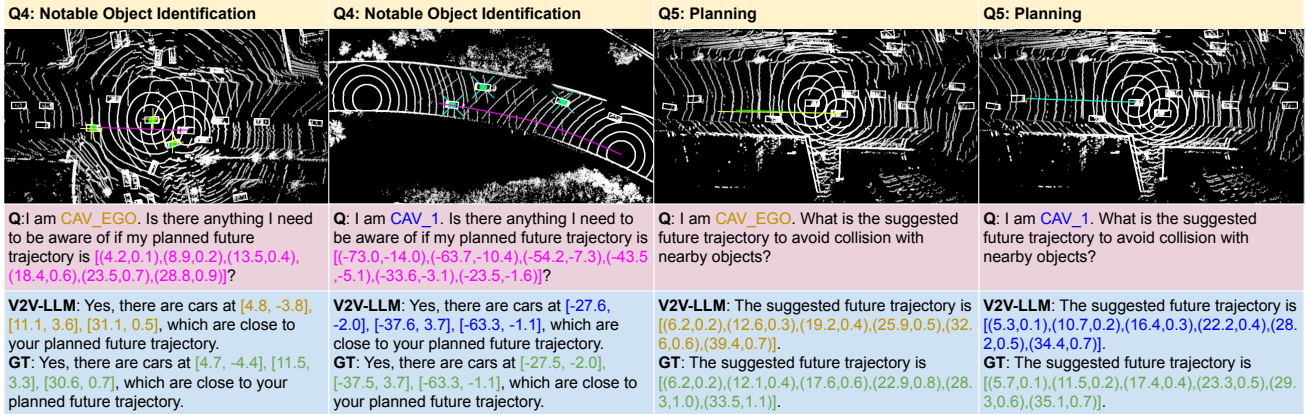 Q4: Notable Object Identification
Q4: Notable Object Identification
Q5: Planning
Q5: Planning
Q:I am CAV_EGO. Is there anything I need
to be aware of if my planned future
trajectory is [(4.2,0.1),(8.9,0.2),(13.5,0.4),
(18.4,0.6),(23.5,0.7),(28.8,0.9)]?
Q: I am CAV_1. Is there anything I need to
be aware of if my planned future trajectory is
[(-73.0,-14.0),(-63.7,-10.4),(-54.2,-7.3),(-43.5
,-5.1),(-33.6,-3.1),(-23.5,-1.6)]?
Q: I am CAV_EGO. What is the suggested
future trajectory to avoid collision with
nearby objects?
Q: I am CAV_1. What is the suggested
future trajectory to avoid collision with
nearby objects?
V2V-LLM: Yes, there are cars at [4.8, -3.8],
[11.1, 3.6], [31.1, 0.5], which are close to
your planned future trajectory.
GT: Yes, there are cars at [4.7, -4.4], [11.5,
3.3], [30.6, 0.7], which are close to your
planned future trajectory.
V2V-LLM: Yes, there are cars at [-27.6,
-2.0], [-37.6, 3.7], [-63.3, -1.1], which are
close to your planned future trajectory.
GT: Yes, there are cars at [-27.5, -2.0],
[-37.5, 3.7], [-63.3, -1.1], which are close to
your planned future trajectory.
V2V-LLM: The suggested future trajectory is
[(6.2,0.2),(12.6,0.3),(19.2,0.4),(25.9,0.5),(32.
6,0.6),(39.4,0.7)].
GT: The suggested future trajectory is
[(6.2,0.2),(12.1,0.4),(17.6,0.6),(22.9,0.8),(28.
3,1.0),(33.5,1.1)].
V2V-LLM: The suggested future trajectory is
[(5.3,0.1),(10.7,0.2),(16.4,0.3),(22.2,0.4),(28.
2,0.5),(34.4,0.7)].
GT: The suggested future trajectory is
[(5.7,0.1),(11.5,0.2),(17.4,0.4),(23.3,0.5),(29.
3,0.6),(35.1,0.7)].